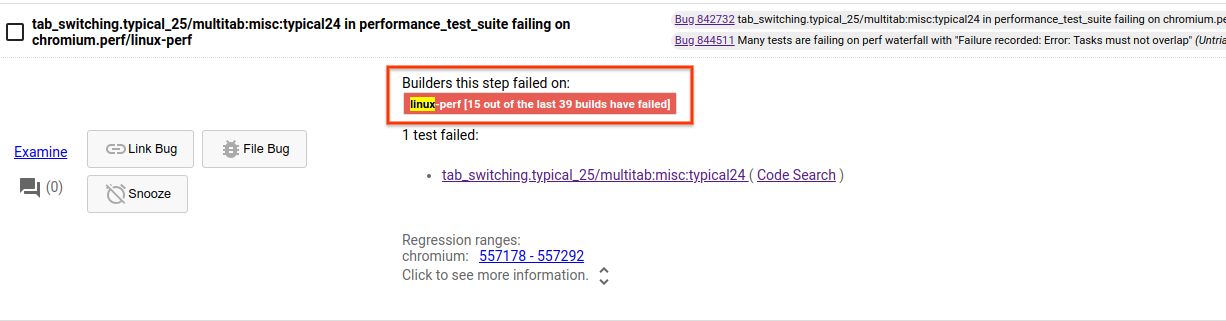 tab_switching.typical_25/multitab:misc:typical24 in performance_test_suite failing on
chromium.perf/linux-perf
Bug 842732 tab_switching.typical_25/multitab:misc:typical24 in performance_test_suite failing on chromium.pe
Bug 844511 Many tests are failing on perf waterfall with "Failure recorded: Error: Tasks must not overlap" (Untria
Builders this step failed on:
linux-perf [15 out of the last 39 builds have failed]
1 test failed:
Examine
Link Bug
File Bug
(0)
Snooze
• tab_switching.typical_25/multitab:misc:typical24 ( Code Search )
Regression ranges:
chromium: 557178 - 557292
Click to see more information.